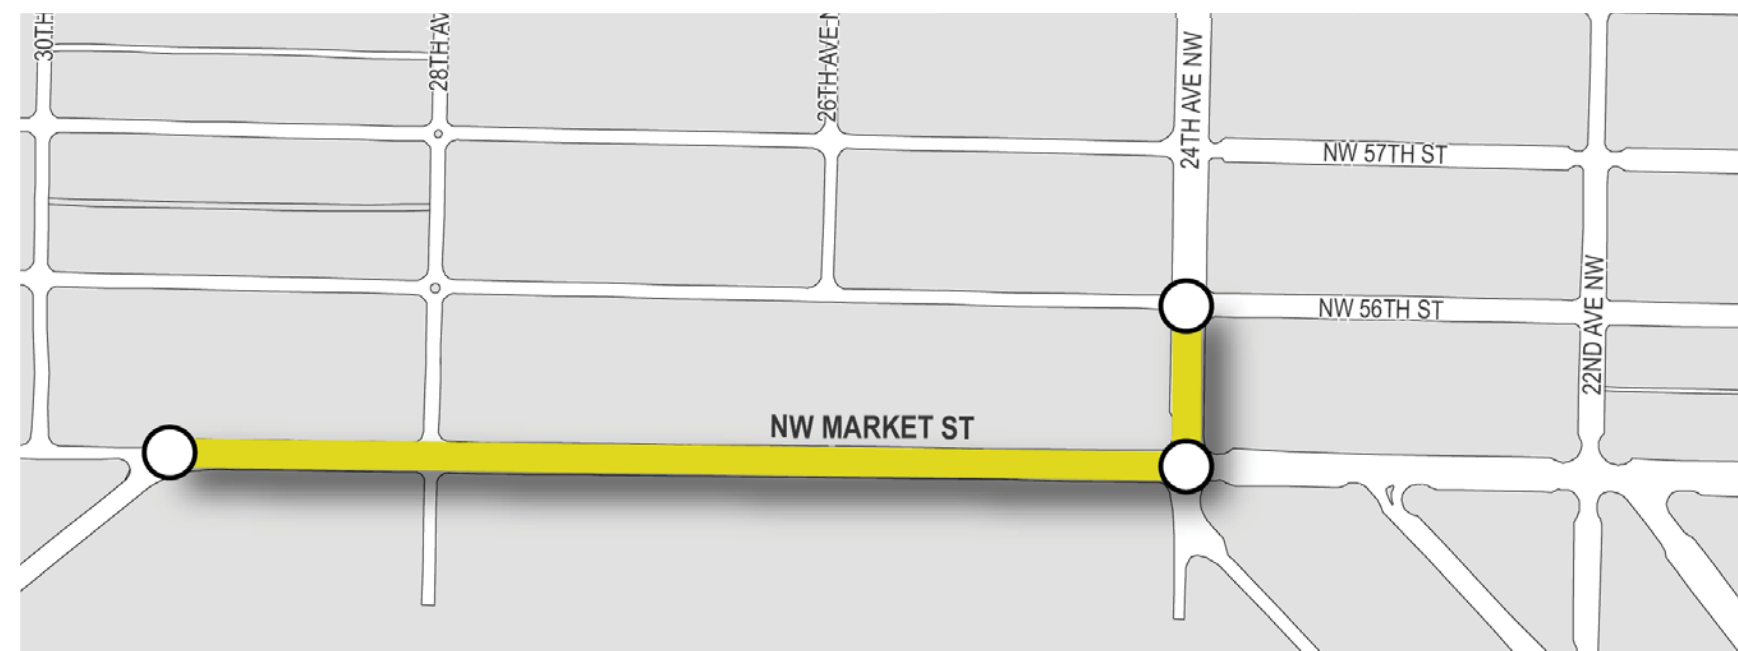 30TH
28TH AV
26TH AVE N
24TH AVE NW
NW 57TH ST
22ND AVE NW
NW 56TH ST
NW MARKET ST